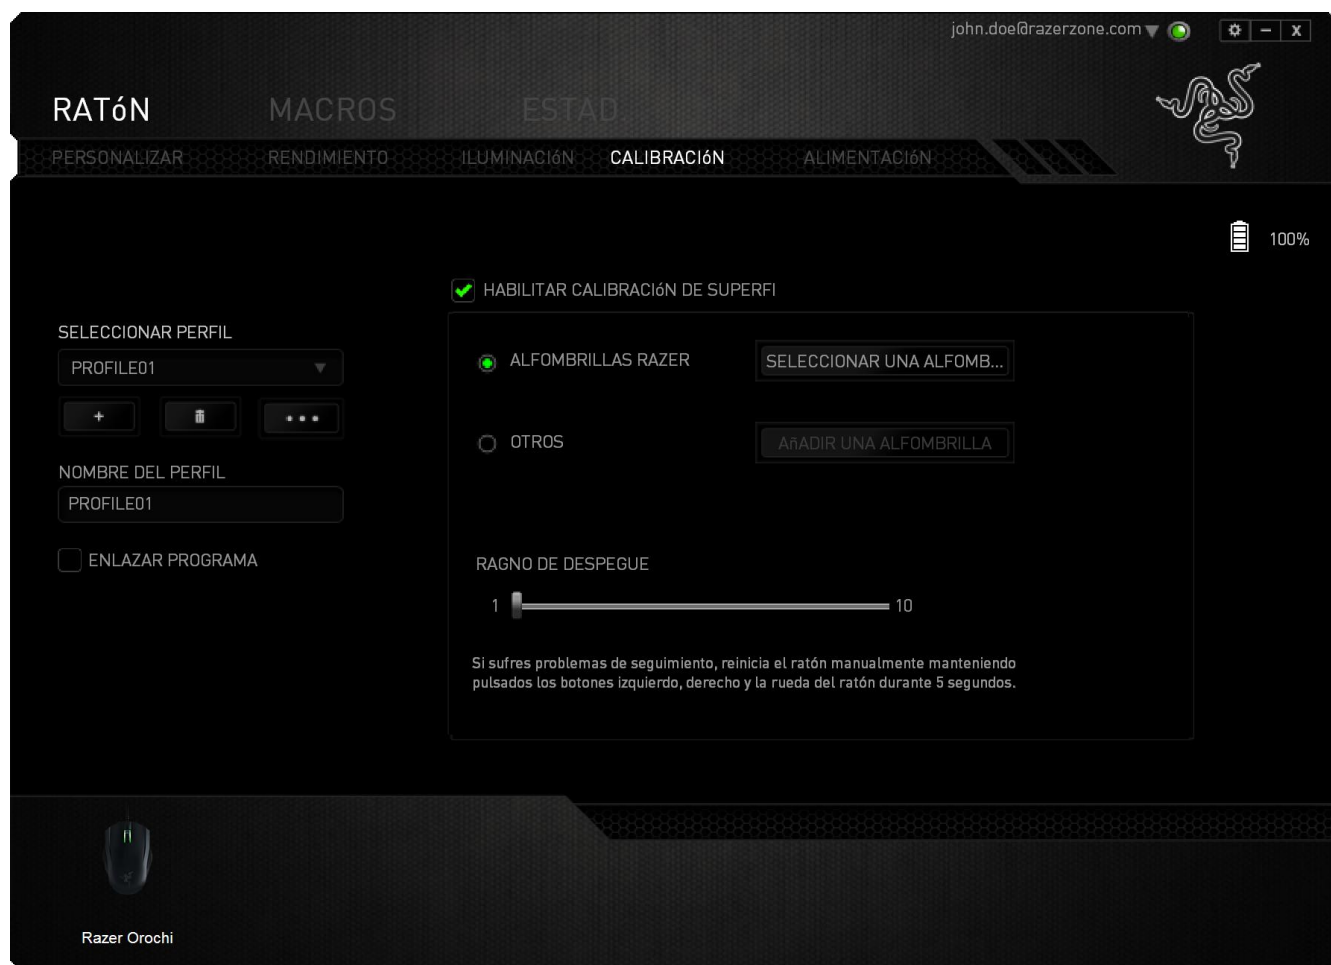 john.doe@razerzone.com
X
RATóN MACROS ESTAD.
PERSONALIZAR RENDIMIENTO ILUMINACIóN CALIBRACIóN ALIMENTACIóN
100%
HABILITAR CALIBRACIóN DE SUPERFI
SELECCIONAR PERFIL
PROFILE01
ALFOMBRILLAS RAZER SELECCIONAR UNA ALFOMB...
OTROS AñADIR UNA ALFOMBRILLA
NOMBRE DEL PERFIL
PROFILE01
ENLAZAR PROGRAMA
RAGNO DE DESPEGUE
1 10
Si sufres problemas de seguimiento, reinicia el ratón manualmente manteniendo
pulsados los botones izquierdo, derecho y la rueda del ratón durante 5 segundos.
Razer Orochi